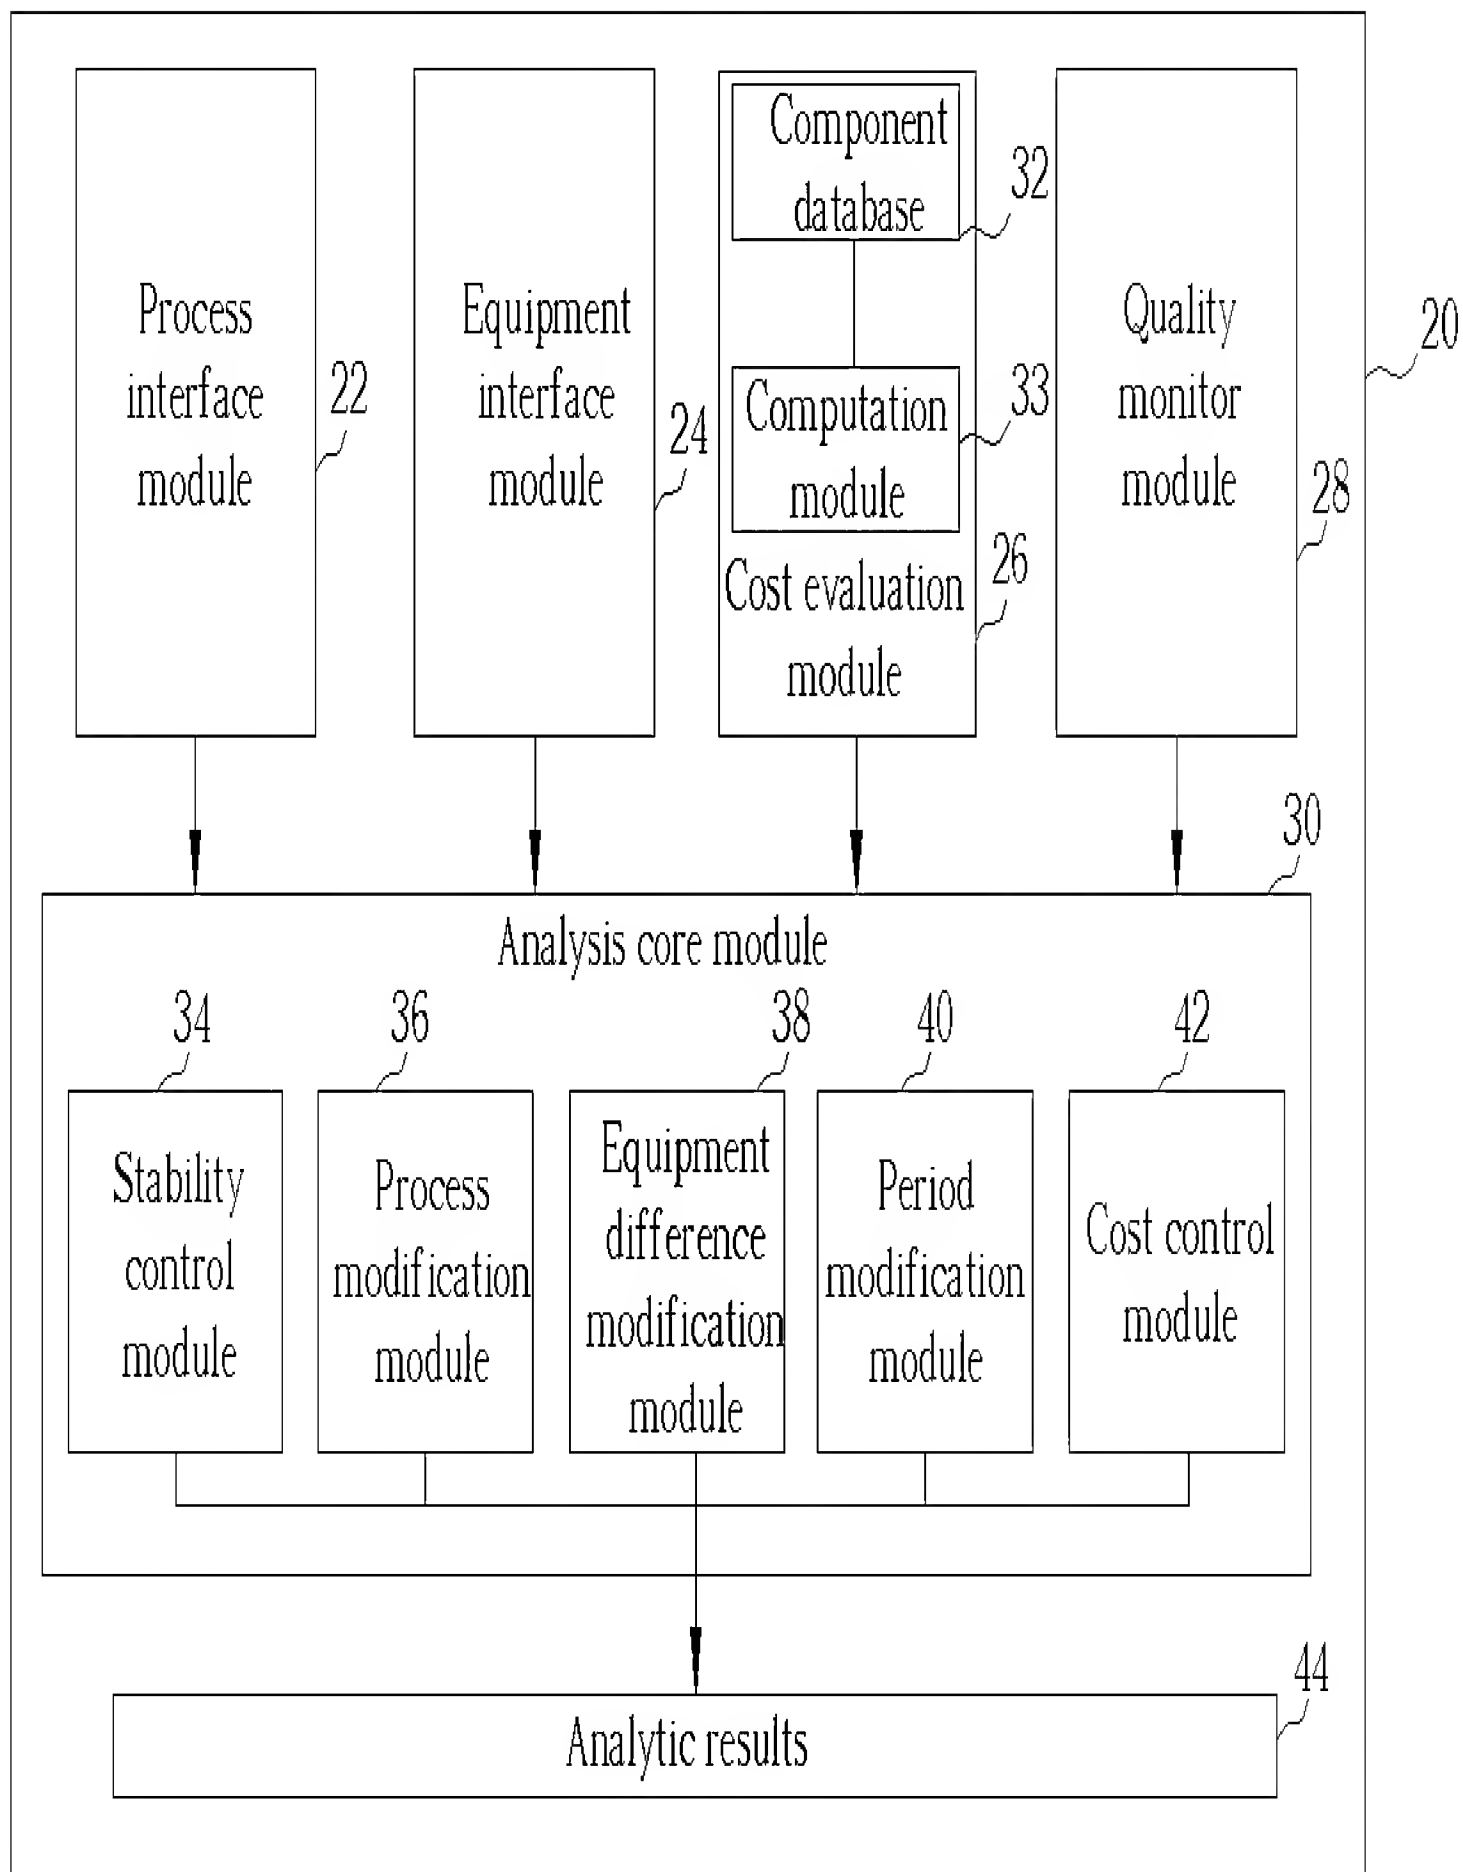 Process
interface
module
22
Equipment
interface
module
24
Component
database
32
Computation
module
33
Cost evaluation
module
26
Quality
monitor
module
28
20
30
Analysis core module
34
Stability
control
module
36
Process
modification
module
38
Equipment
difference
modification
module
40
Period
modification
module
42
Cost control
module
44
Analytic results